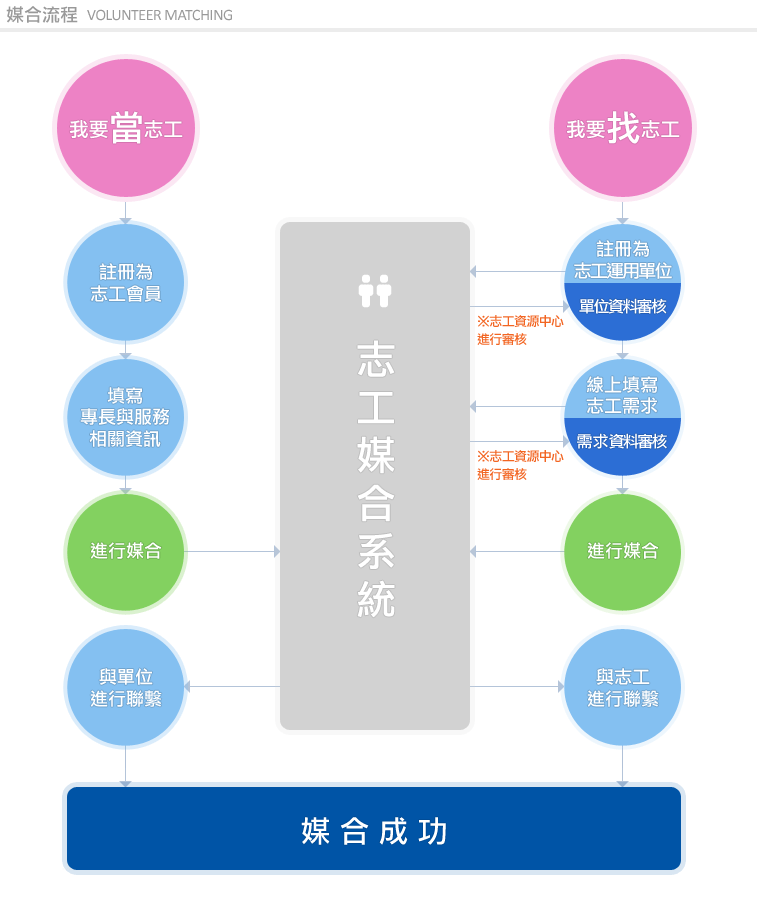 媒合流程 VOLUNTEER MATCHING
我要當志工
我要找志工
註冊為
志工會員
註冊為
志工運用單位
單位資料審核
※志工資源中心
進行審核
填寫
專長與服務
相關資訊
線上填寫
志工需求
需求資料審核
※志工資源中心
進行審核
志工媒合系統
進行媒合
進行媒合
與單位
進行聯繫
與志工
進行聯繫
媒合成功